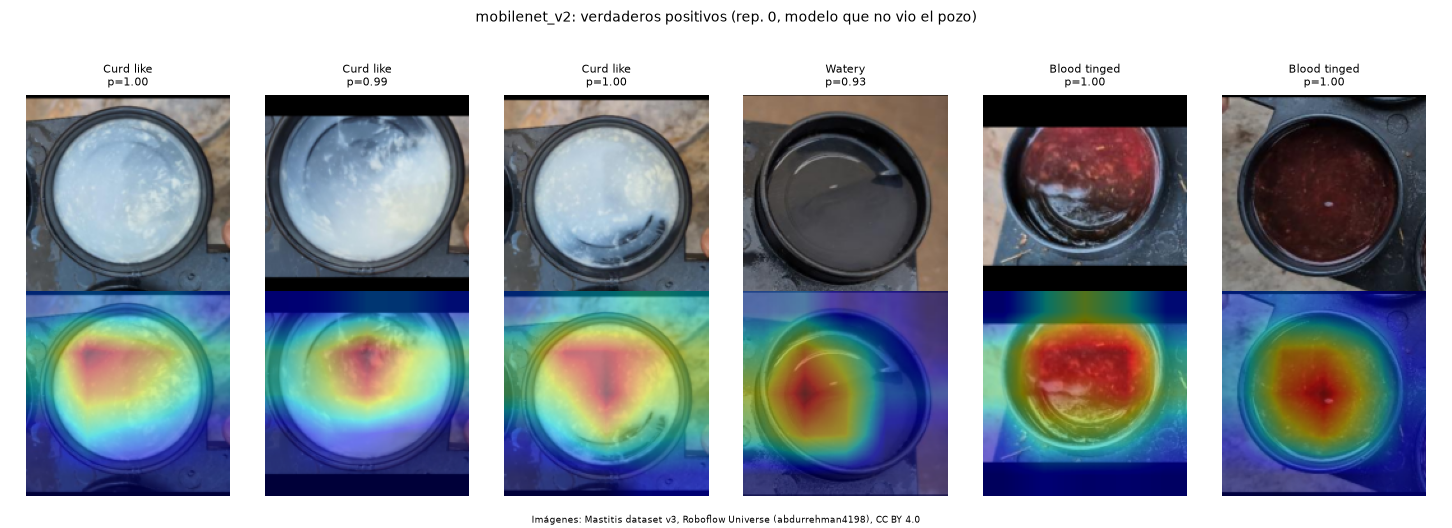 mobilenet_v2: verdaderos positivos (rep. 0, modelo que no vio el pozo)
Curd like
p=1.00
Curd like
p=0.99
Curd like
p=1.00
Watery
p=0.93
Blood tinged
p=1.00
Blood tinged
p=1.00
Imágenes: Mastitis dataset v3, Roboflow Universe (abdurrehman4198), CC BY 4.0